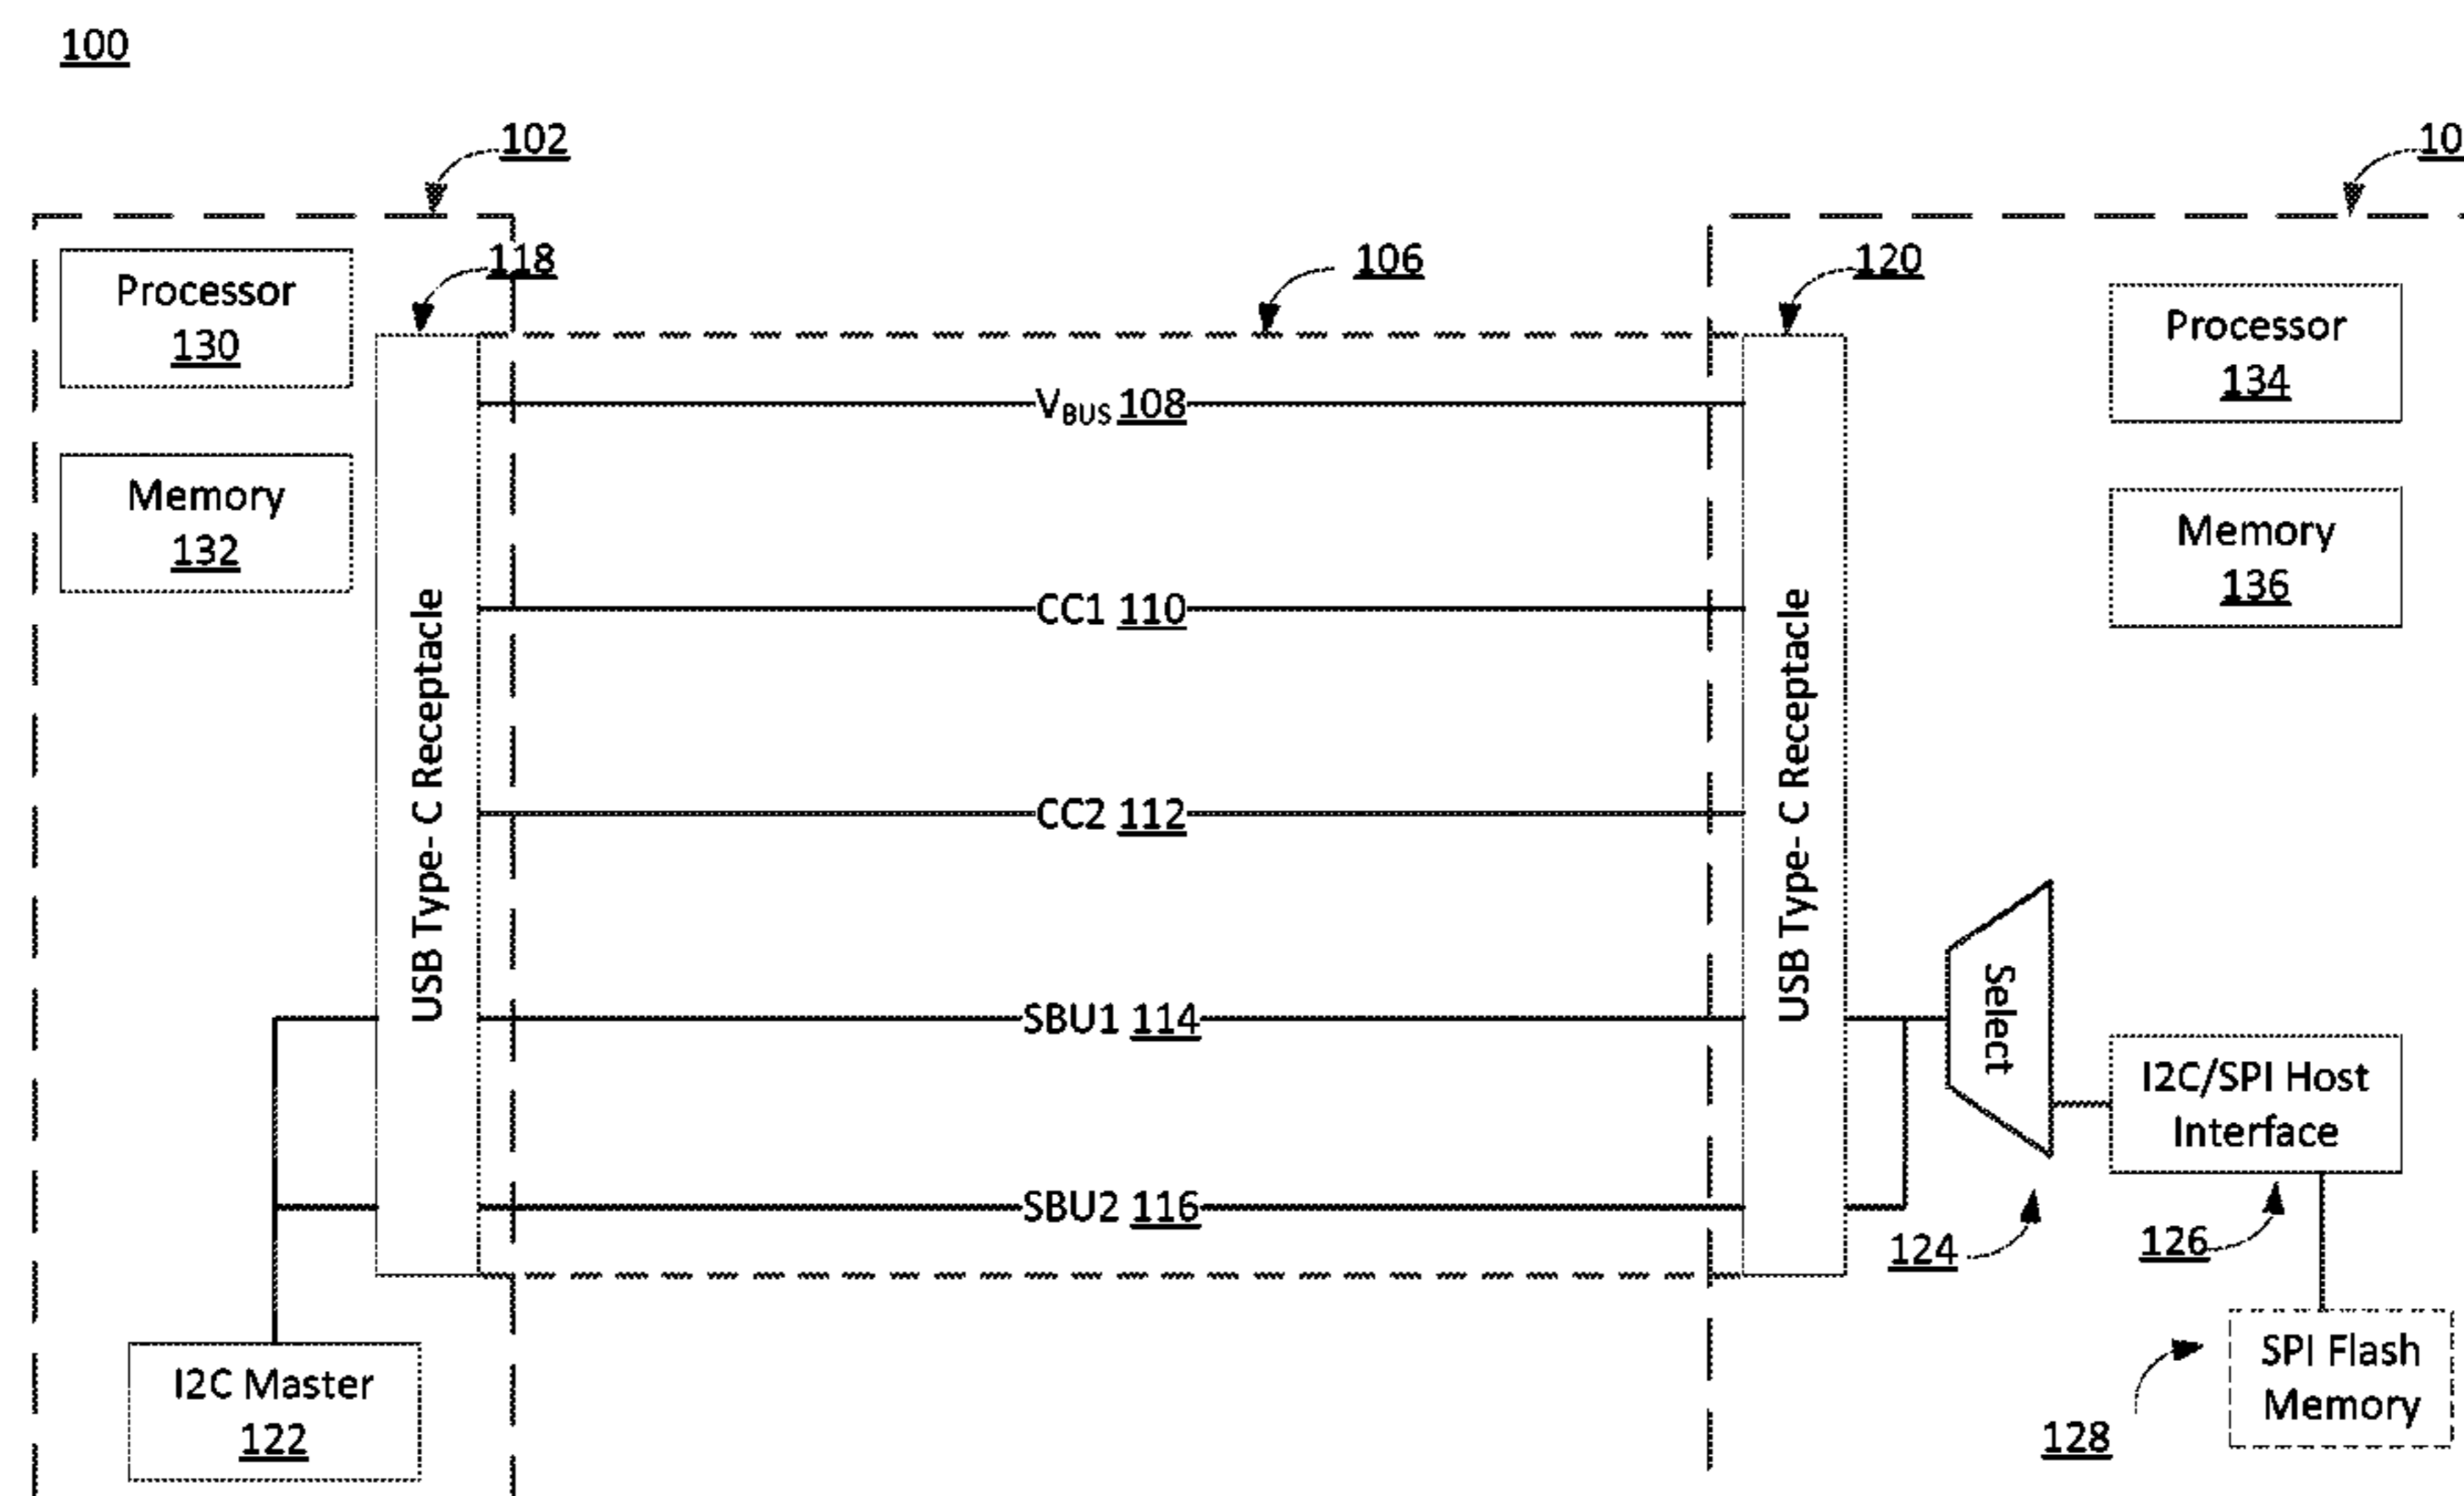 100
102
10
118
106
120
Processor
130
Processor
134
VBUS 108
Memory
132
Memory
136
USB Type- C Receptacle
CC1 110
USB Type- C Receptacle
CC2 112
Select
SBU1 114
I2C/SPI Host
Interface
SBU2 116
124
126
I2C Master
122
SPI Flash
Memory
128